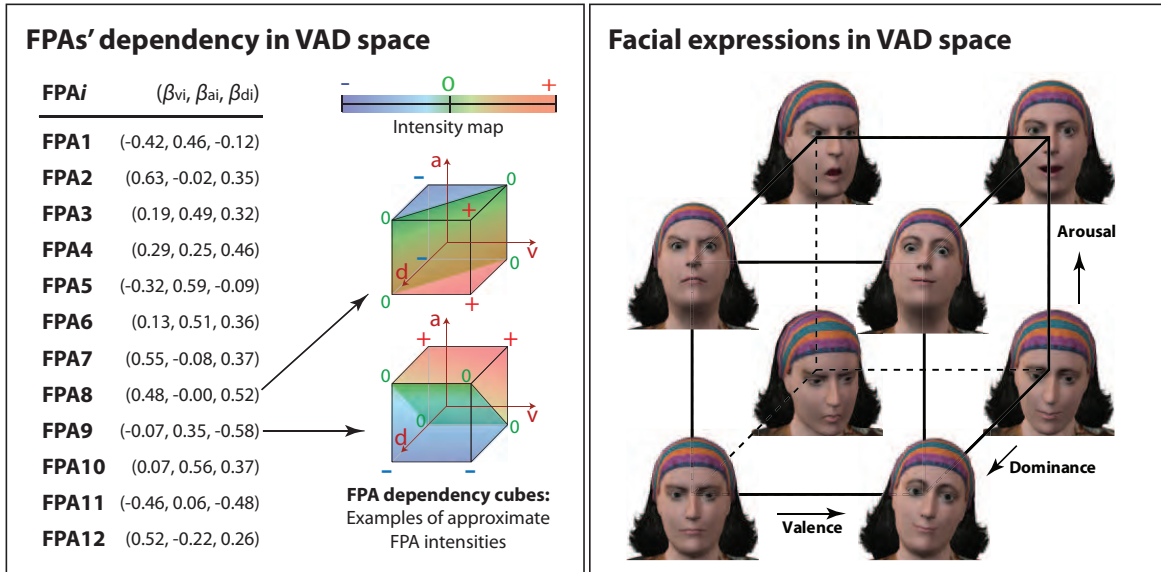 FPAs' dependency in VAD space
FPAi (βvi, βai, βdi)
FPA1 (-0.42, 0.46, -0.12)
FPA2 (0.63, -0.02, 0.35)
FPA3 (0.19, 0.49, 0.32)
FPA4 (0.29, 0.25, 0.46)
FPA5 (-0.32, 0.59, -0.09)
FPA6 (0.13, 0.51, 0.36)
FPA7 (0.55, -0.08, 0.37)
FPA8 (0.48, -0.00, 0.52)
FPA9 (-0.07, 0.35, -0.58)
FPA10 (0.07, 0.56, 0.37)
FPA11 (-0.46, 0.06, -0.48)
FPA12 (0.52, -0.22, 0.26)
- 0 +
Intensity map
a
- 0
0 +
v
- 0
d
0 +
a
+ +
0 0
v
0 0
d
- -
FPA dependency cubes:
Examples of approximate
FPA intensities
Facial expressions in VAD space
Arousal
Dominance
Valence